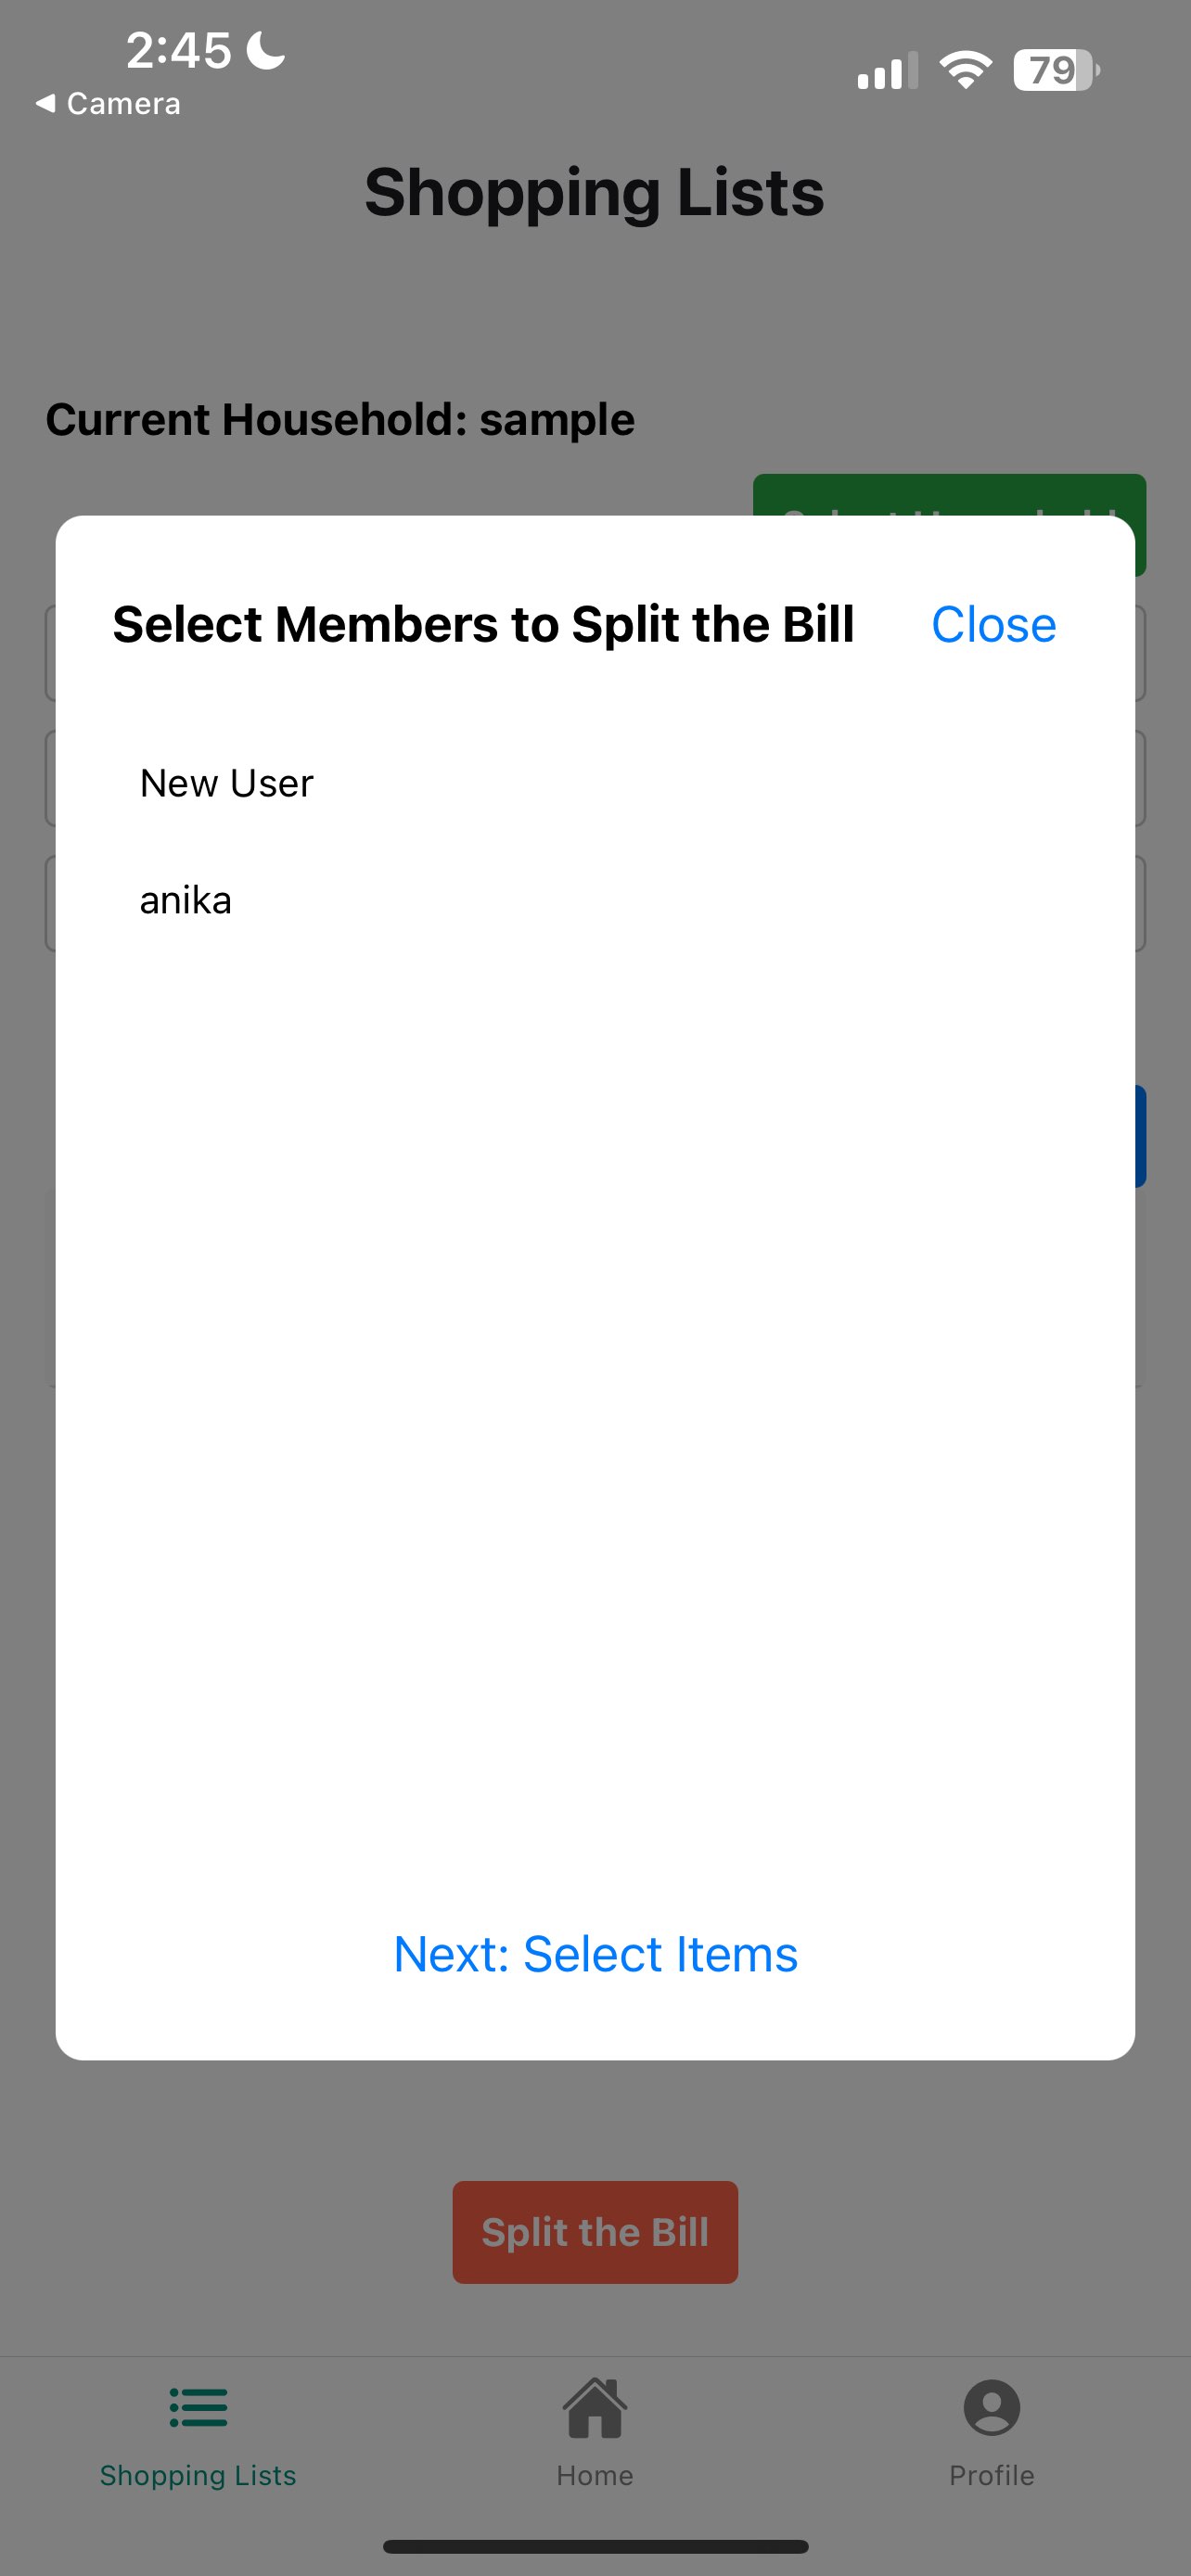 2:45
Camera
79
Shopping Lists
Current Household: sample
Select Members to Split the Bill
Close
New User
anika
Next: Select Items
Split the Bill
Shopping Lists
Home
Profile